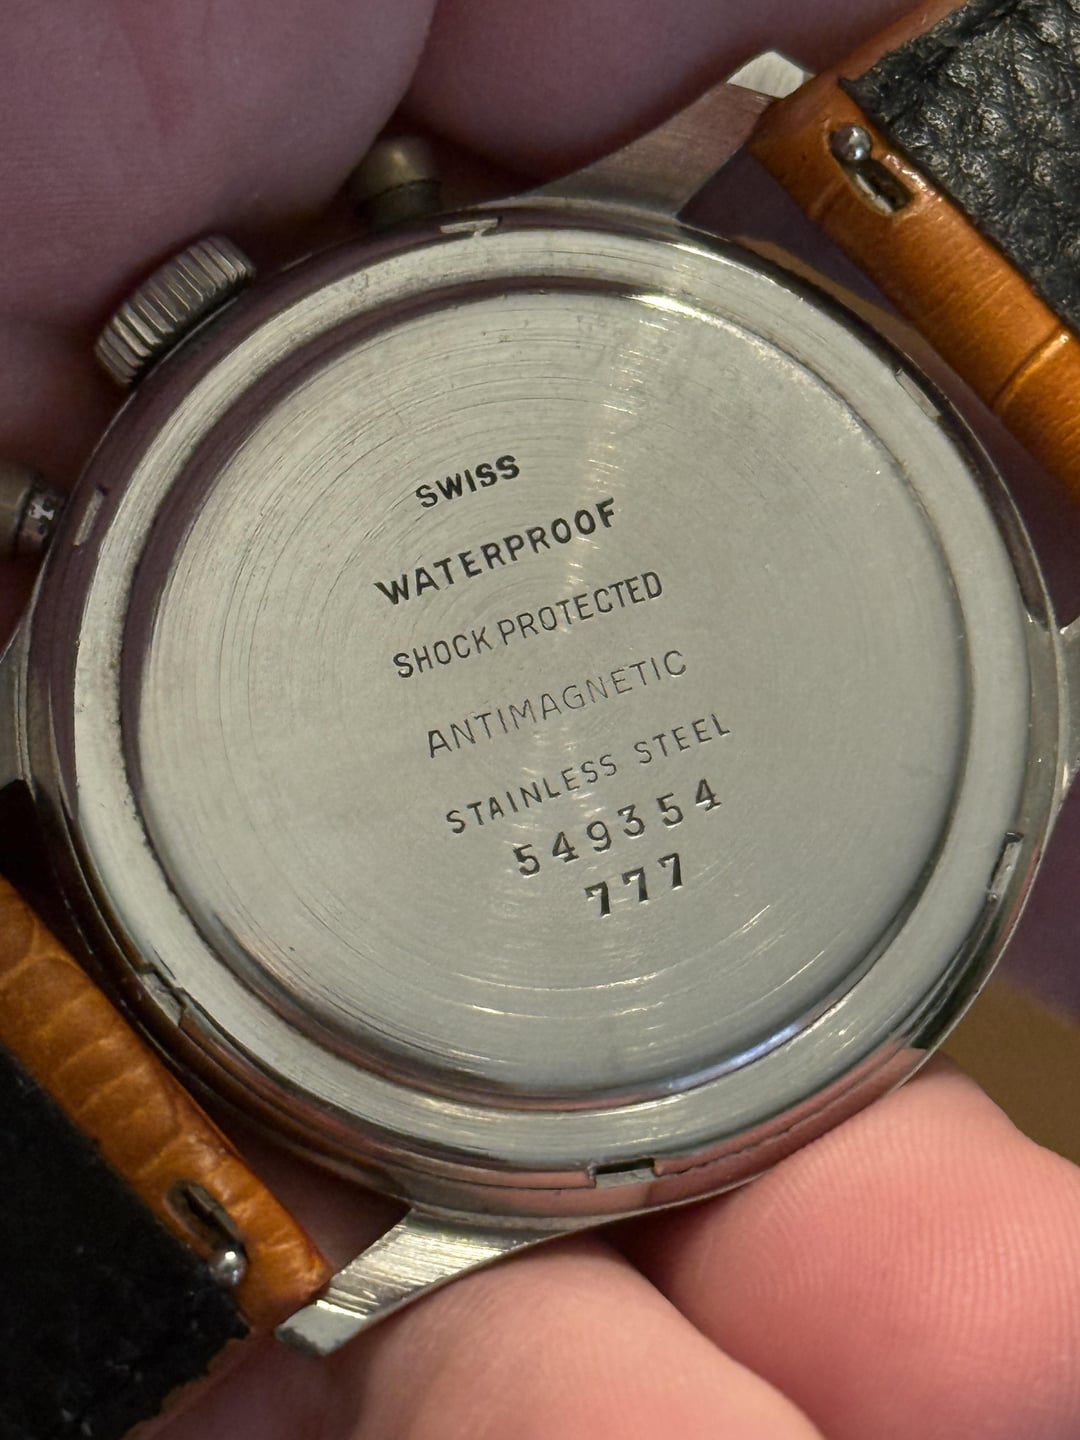 SWISS
WATERPROOF
SHOCK PROTECTED
ANTIMAGNETIC
STAINLESS STEEL
549354
777